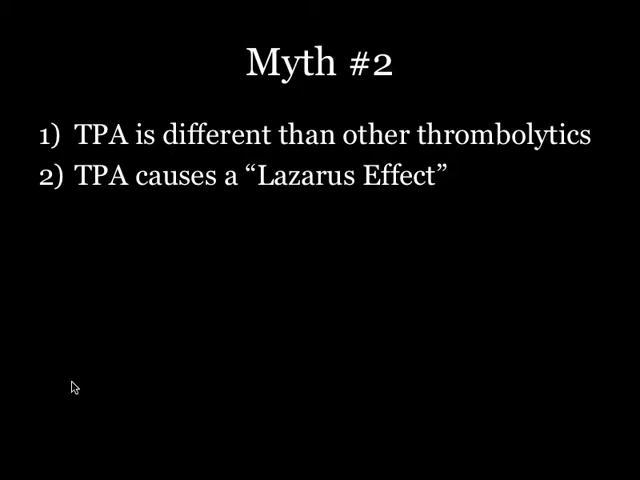 Myth #2
1) TPA is different than other thrombolytics
2) TPA causes a “Lazarus Effect”